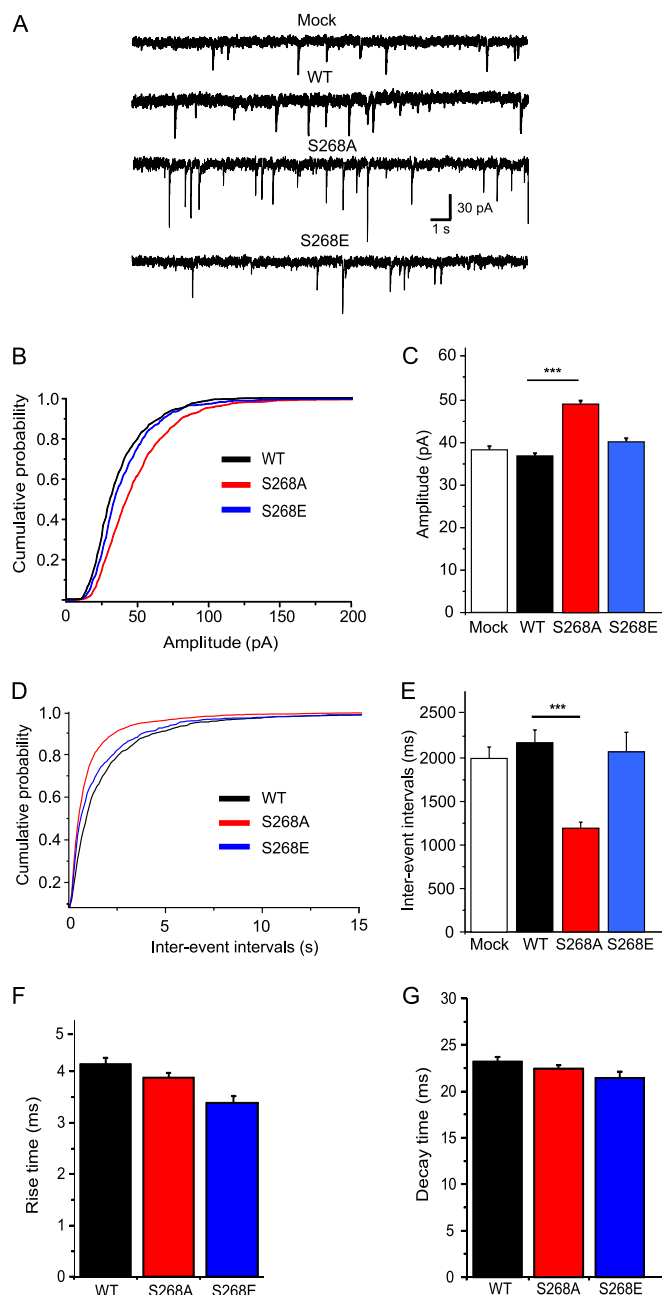 A
Mock
WT
S268A
30 pA
1 s
S268E
B
Cumulative probability
1.0
0.8
0.6
0.4
0.2
0
50
100
150
200
Amplitude (pA)
WT
S268A
S268E
C
Amplitude (pA)
60
50
40
30
20
10
0
***
Mock WT S268A S268E
D
Cumulative probability
1.0
0.8
0.6
0.4
0.2
0
5
10
15
Inter-event intervals (s)
WT
S268A
S268E
E
Inter-event intervals (ms)
2500
2000
1500
1000
500
0
***
Mock WT S268A S268E
F
Rise time (ms)
5
4
3
2
1
0
WT S268A S268E
G
Decay time (ms)
30
25
20
15
10
5
0
WT S268A S268E